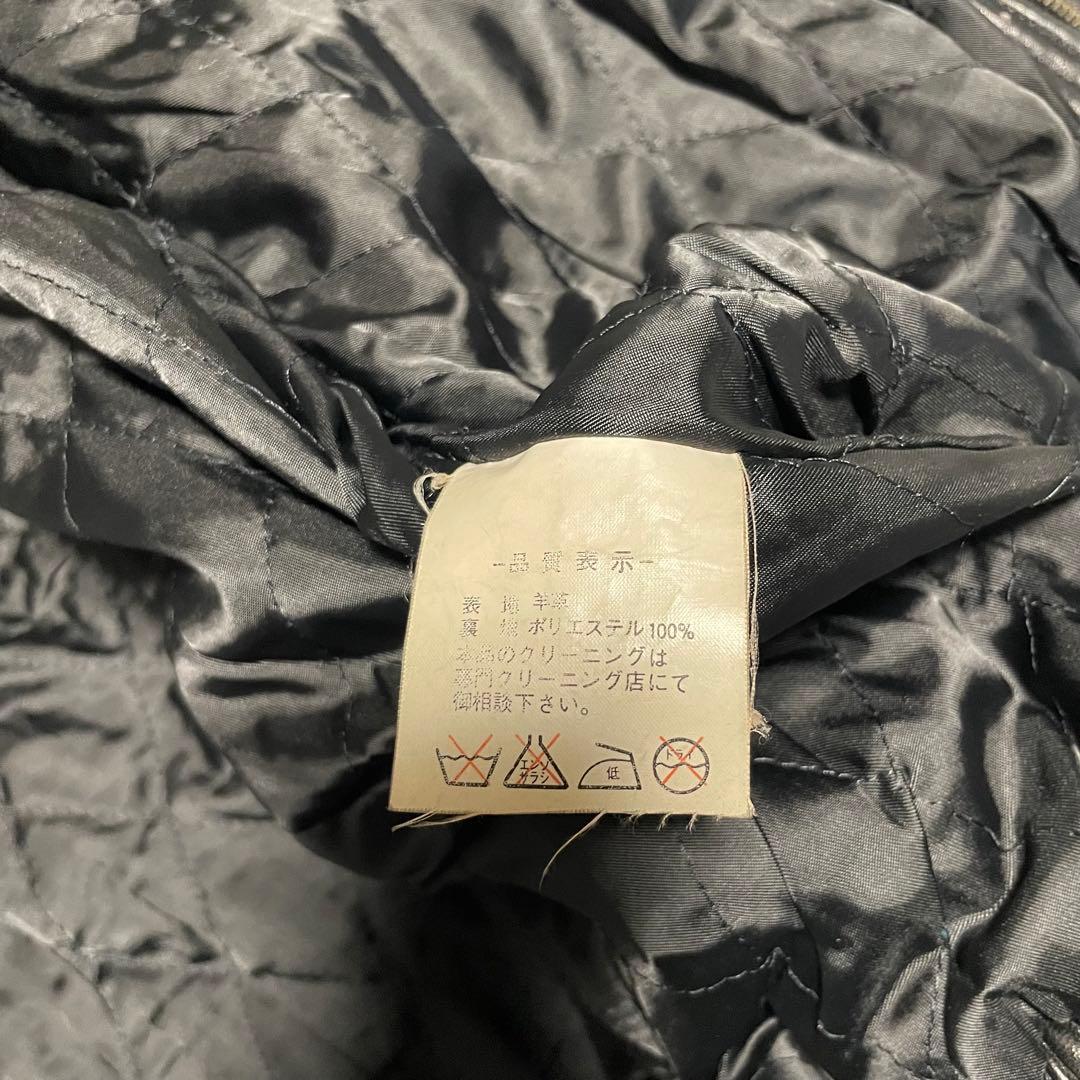 -品質表示-
表 地 羊革
裏 地 ポリエステル100%
本品のクリーニングは
専門クリーニング店にて
御相談下さい。
エンソ サラシ 低 ドライ